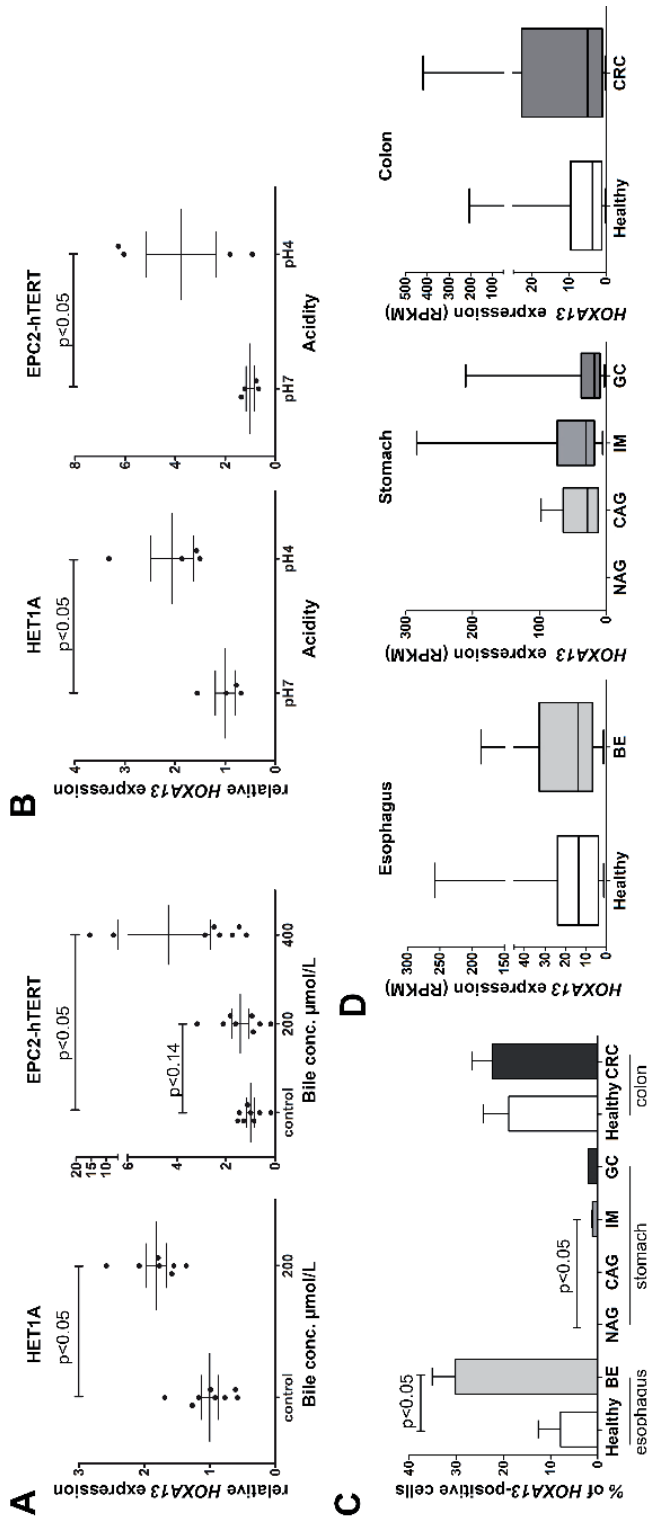 A
HET1A
p<0.05
relative HOXA13 expression
3
2
1
0
control
200
Bile conc. µmol/L
EPC2-hTERT
p<0.05
p<0.14
20
15
10
6
4
2
0
control
200
400
Bile conc. µmol/L
B
HET1A
p<0.05
relative HOXA13 expression
4
3
2
1
0
pH7
pH4
Acidity
EPC2-hTERT
p<0.05
8
6
4
2
0
pH7
pH4
Acidity
C
% of HOXA13-positive cells
40
30
20
10
0
p<0.05
p<0.05
Healthy BE NAG CAG IM GC Healthy CRC
esophagus stomach colon
D
Esophagus
HOXA13 expression (RPKM)
300
250
200
150
40
30
20
10
0
Healthy BE
Stomach
HOXA13 expression (RPKM)
300
200
100
0
NAG CAG IM GC
Colon
HOXA13 expression (RPKM)
500
400
300
200
100
20
10
0
Healthy CRC